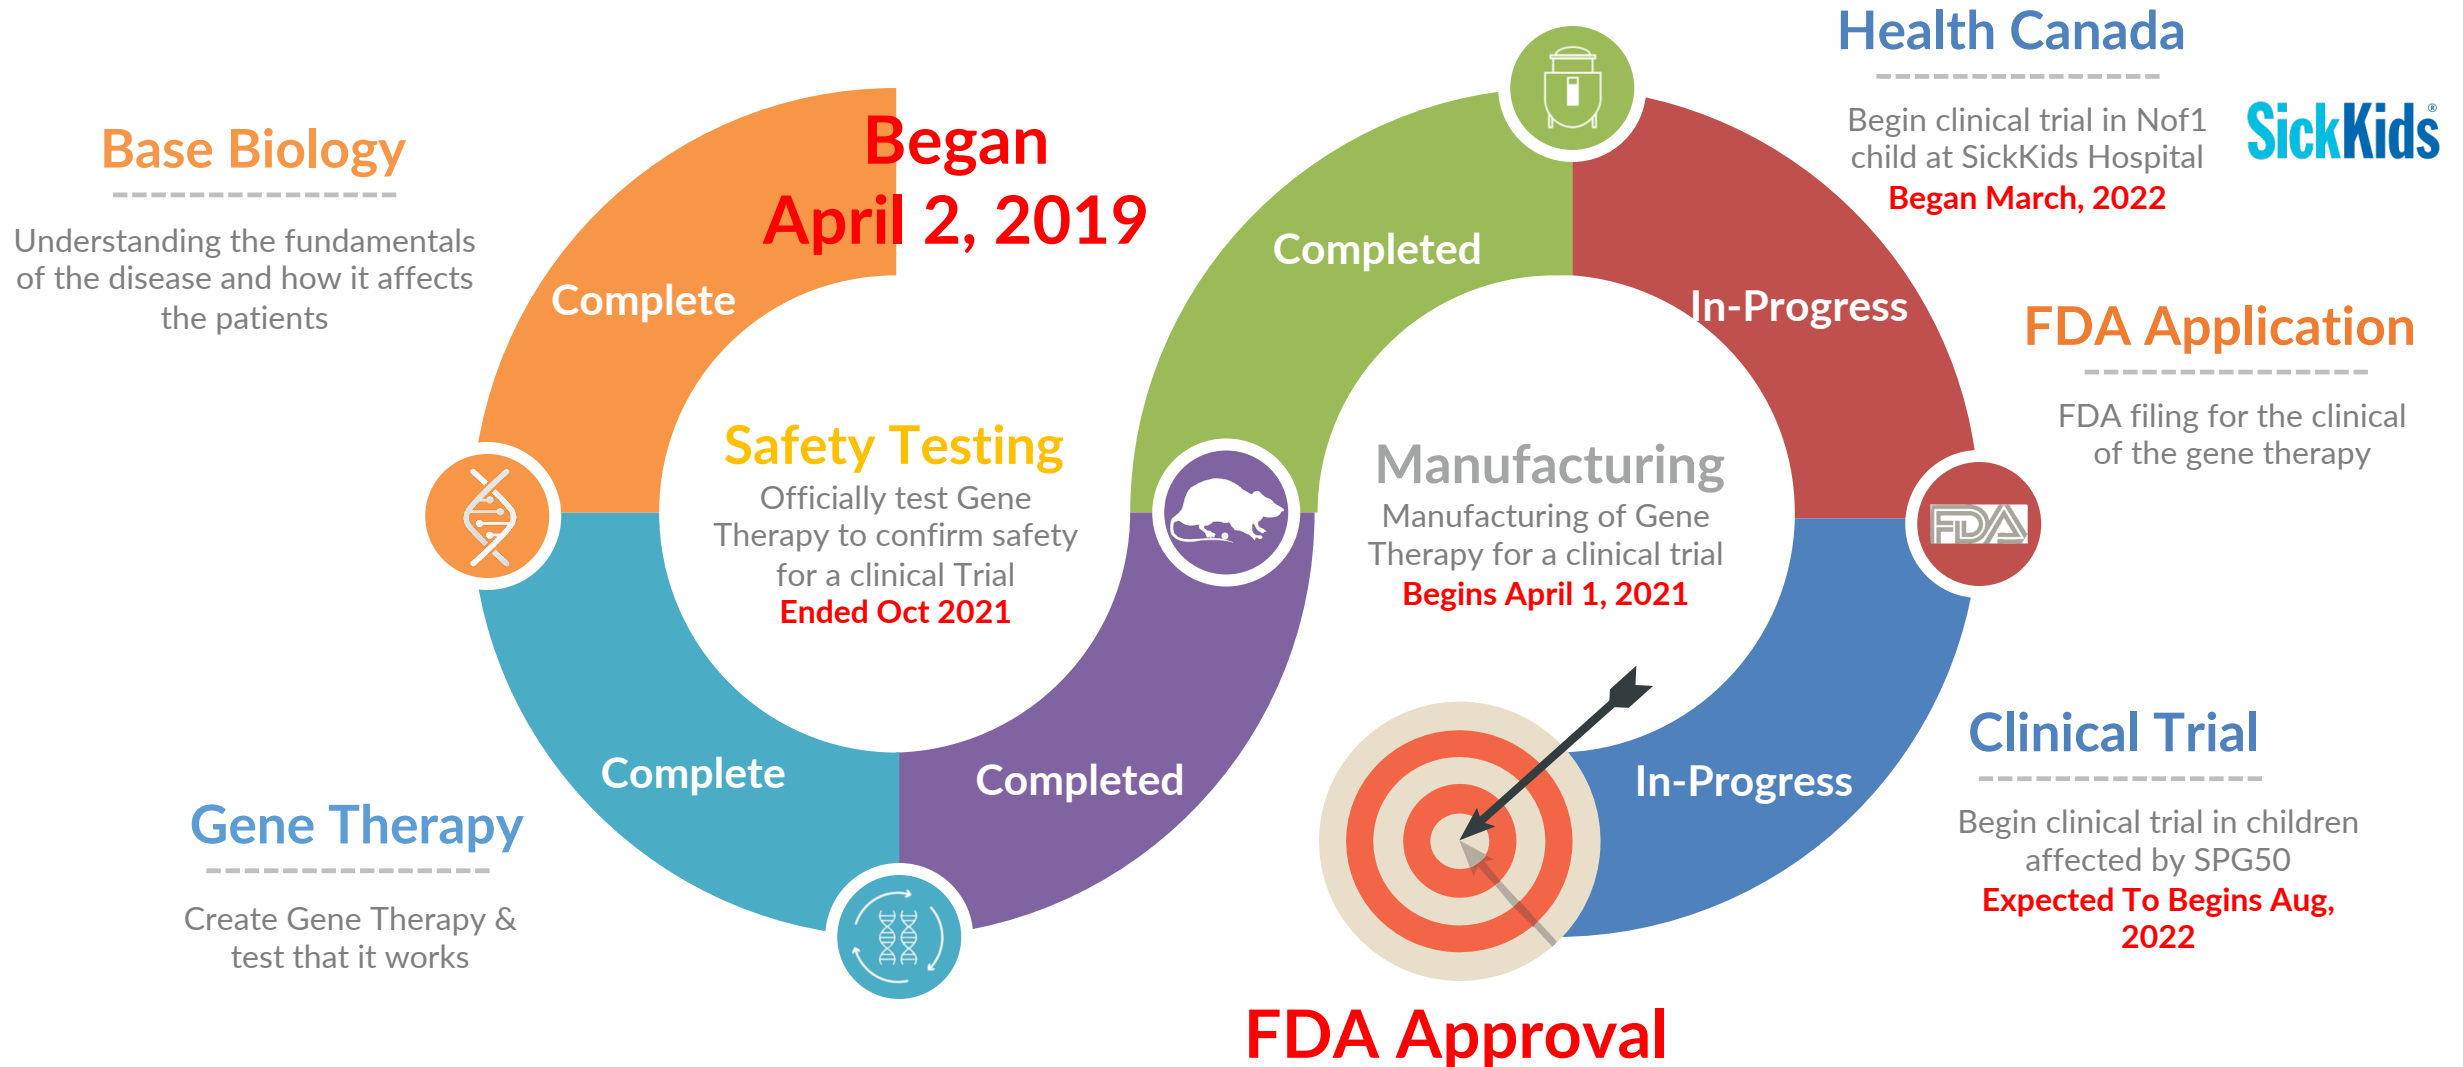 Base Biology
Understanding the fundamentals
of the disease and how it affects
the patients
Complete
Began
April 2, 2019
Gene Therapy
Create Gene Therapy &
test that it works
Complete
Safety Testing
Officially test Gene
Therapy to confirm safety
for a clinical Trial
Ended Oct 2021
Completed
Manufacturing
Manufacturing of Gene
Therapy for a clinical trial
Begins April 1, 2021
Completed
Health Canada
Begin clinical trial in Nof1
child at SickKids Hospital
Began March, 2022
SickKids®
In-Progress
FDA Application
FDA filing for the clinical
of the gene therapy
FDA
Clinical Trial
Begin clinical trial in children
affected by SPG50
Expected To Begins Aug,
2022
In-Progress
FDA Approval